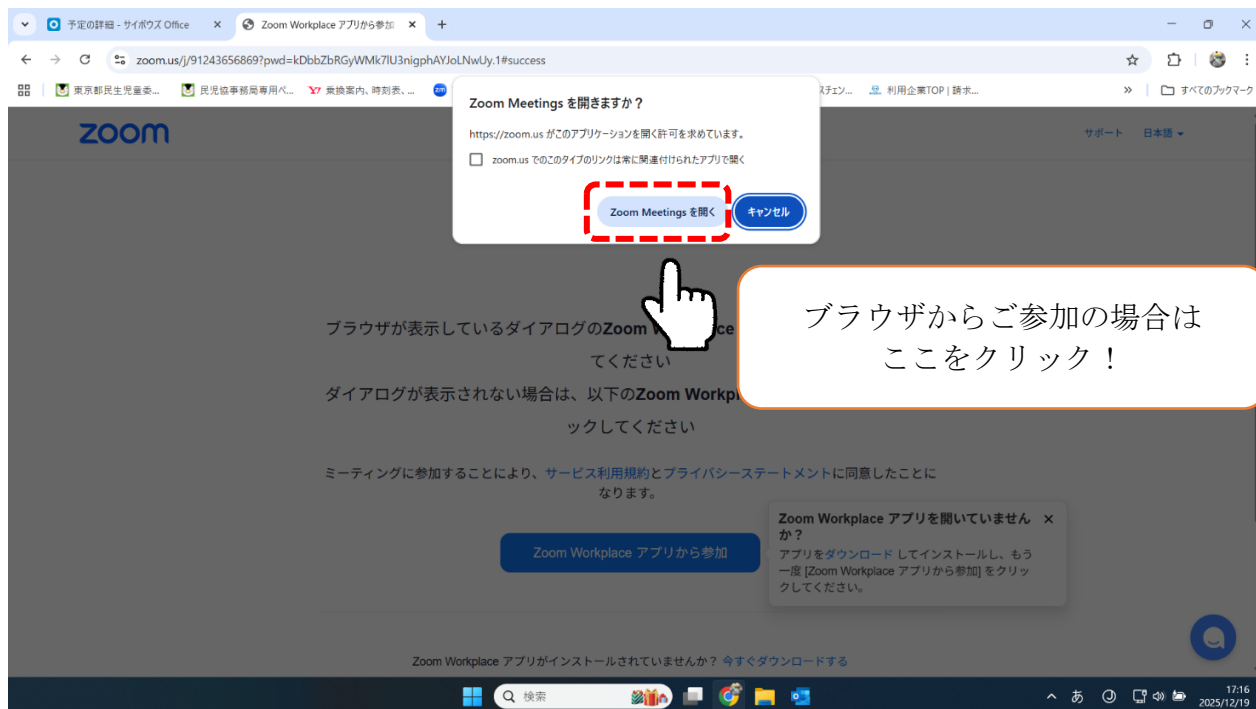 予定の詳細 - サイボウズ Office
Zoom Workplace アプリから参加
zoom.us/j/91243656869?pwd=kDbbZbRGyWMk7lU3nigphAYJoLNwUy.1#success
東京都民生児童委...
民児協事務局専用ペ...
乗換案内、時刻表、...
zm
利用企業TOP | 請求...
»
すべてのブックマーク
zoom
サポート 日本語
Zoom Meetings を開きますか？
https://zoom.us がこのアプリケーションを開く許可を求めています。
zoom.us でのこのタイプのリンクは常に関連付けられたアプリで開く
Zoom Meetings を開く
キャンセル
ブラウザからご参加の場合は
ここをクリック！
ブラウザが表示しているダイアログのZoom
てください
ダイアログが表示されない場合は、以下のZoom Workpl
ックしてください
ミーティングに参加することにより、サービス利用規約とプライバシーステートメントに同意したことに
なります。
Zoom Workplace アプリから参加
Zoom Workplace アプリを開いていません
か？
アプリをダウンロード してインストールし、もう
一度 [Zoom Workplace アプリから参加] をクリッ
クしてください。
Zoom Workplace アプリがインストールされていませんか？ 今すぐダウンロードする
検索
あ
17:16
2025/12/19